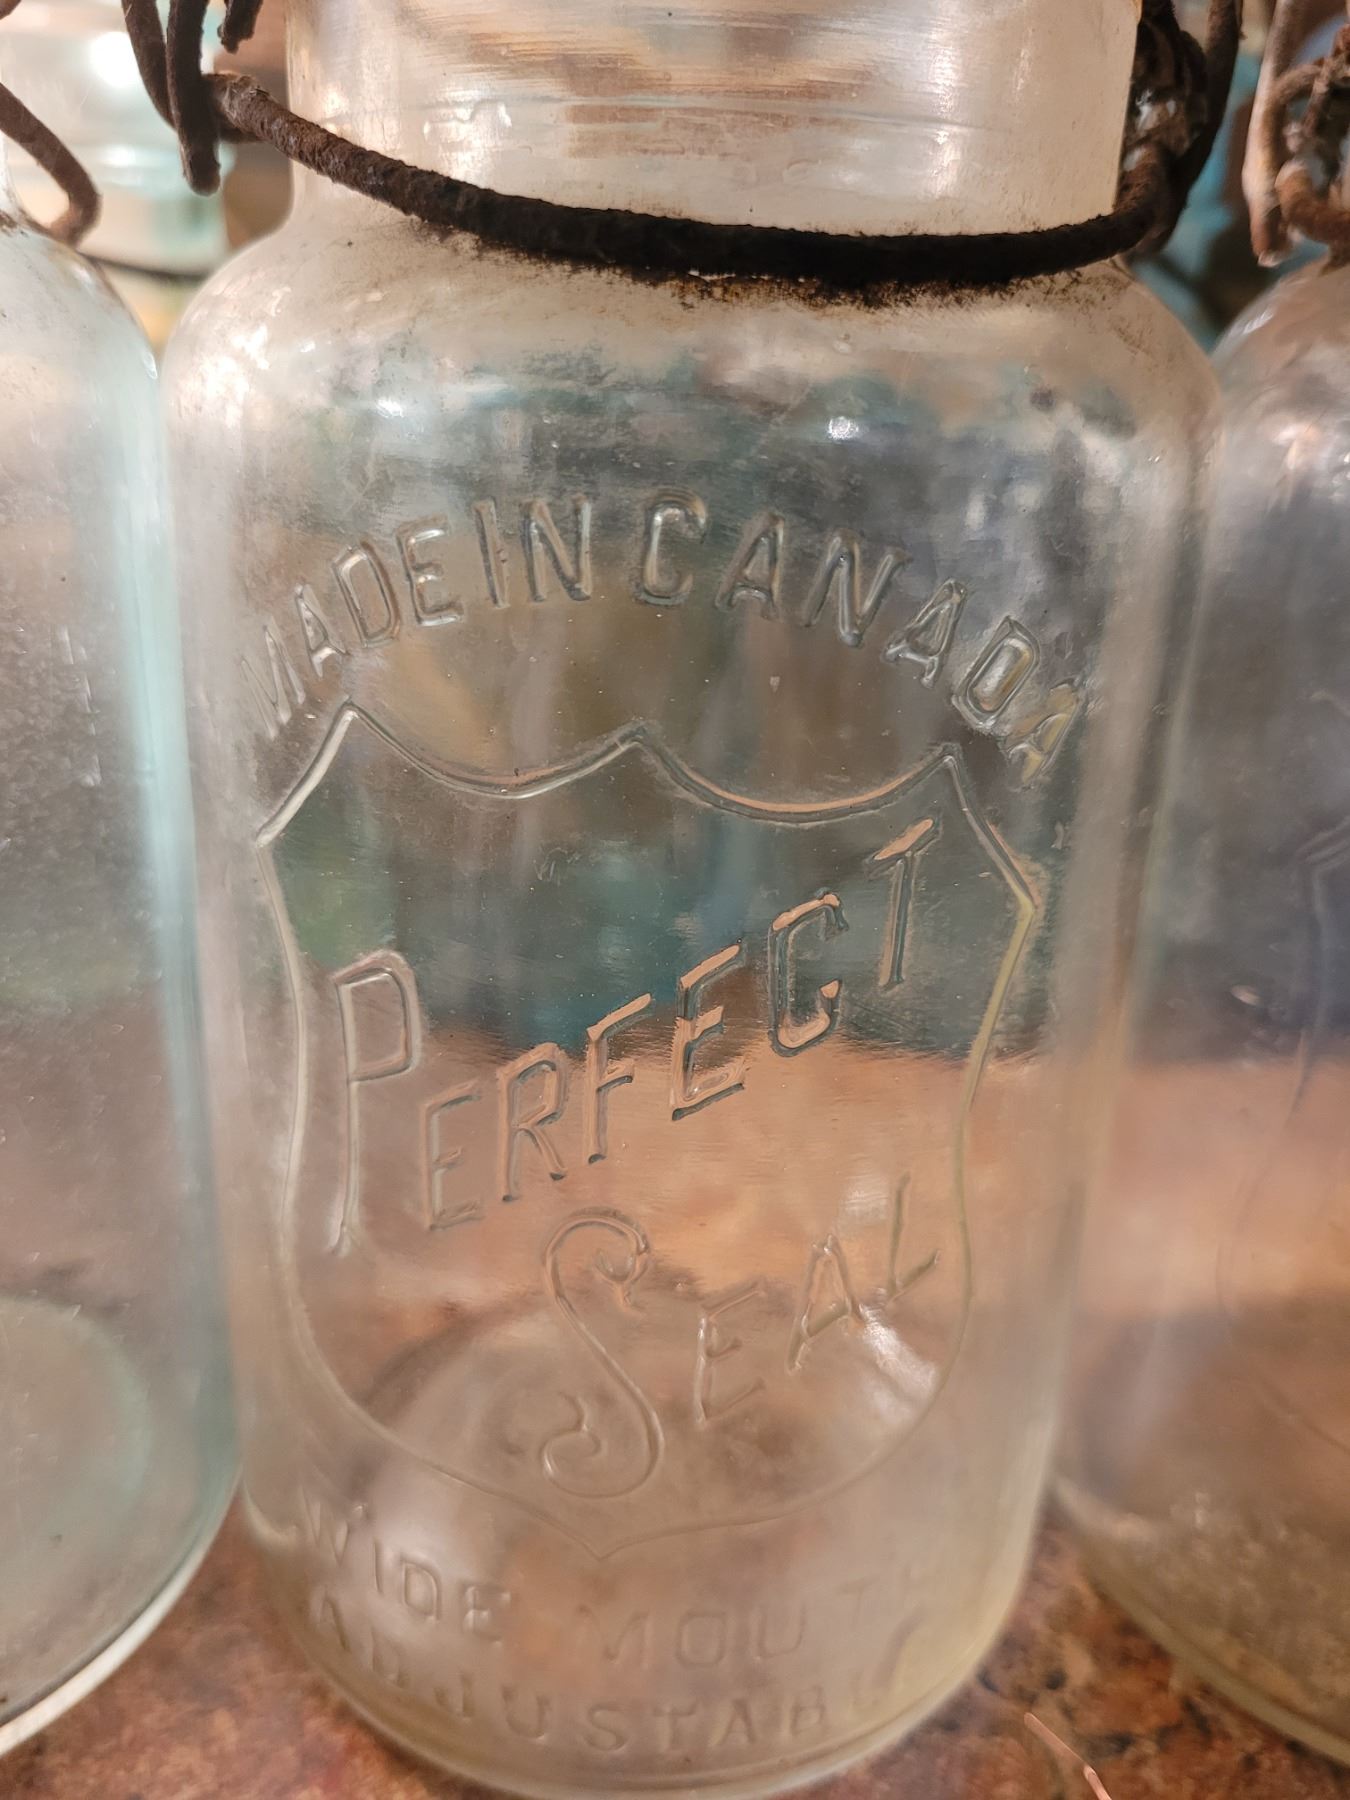 MADE IN CANADA
PERFECT
SEAL
WIDE MOUTH
ADJUSTABLE